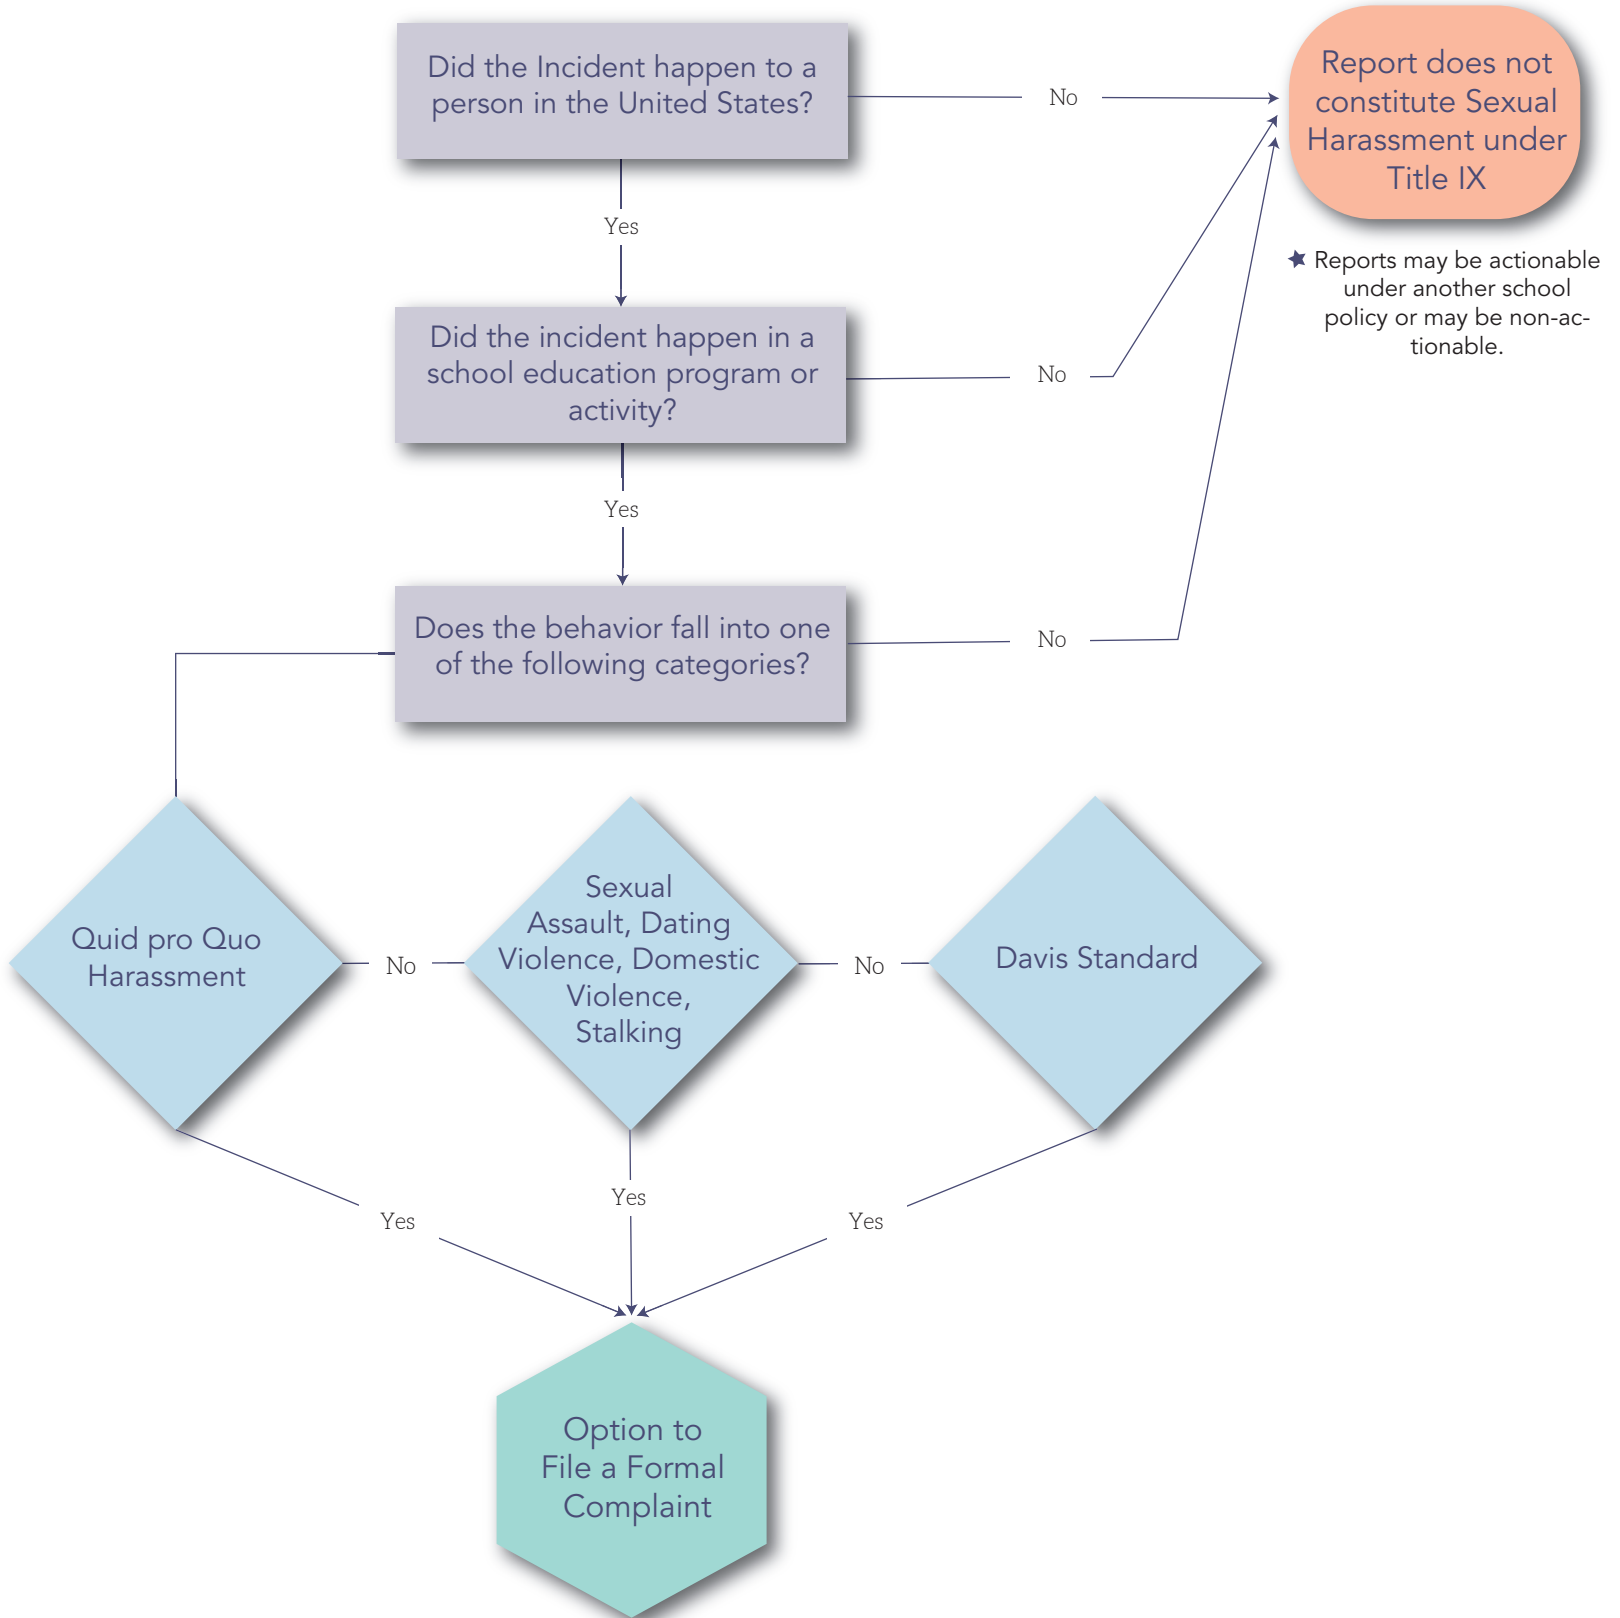 Did the Incident happen to a
person in the United States?
No
Report does not
constitute Sexual
Harassment under
Title IX
Reports may be actionable
under another school
policy or may be non-ac-
tionable.
Yes
Did the incident happen in a
school education program or
activity?
No
Yes
Does the behavior fall into one
of the following categories?
No
Quid pro Quo
Harassment
No
Sexual
Assault, Dating
Violence, Domestic
Violence,
Stalking
No
Davis Standard
Yes
Yes
Yes
Option to
File a Formal
Complaint